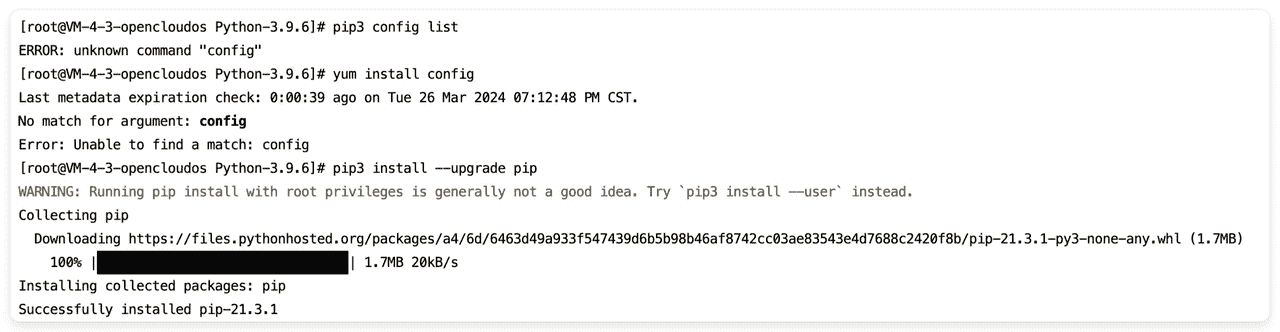 [root@VM-4-3-opencloudos Python-3.9.6]# pip3 config list
ERROR: unknown command "config"
[root@VM-4-3-opencloudos Python-3.9.6]# yum install config
Last metadata expiration check: 0:00:39 ago on Tue 26 Mar 2024 07:12:48 PM CST.
No match for argument: config
Error: Unable to find a match: config
[root@VM-4-3-opencloudos Python-3.9.6]# pip3 install --upgrade pip
WARNING: Running pip install with root privileges is generally not a good idea. Try `pip3 install --user` instead.
Collecting pip
  Downloading https://files.pythonhosted.org/packages/a4/6d/6463d49a933f547439d6b5b98b46af8742cc03ae83543e4d7688c2420f8b/pip-21.3.1-py3-none-any.whl (1.7MB)
    100% |████████████████████████████████| 1.7MB 20kB/s
Installing collected packages: pip
Successfully installed pip-21.3.1